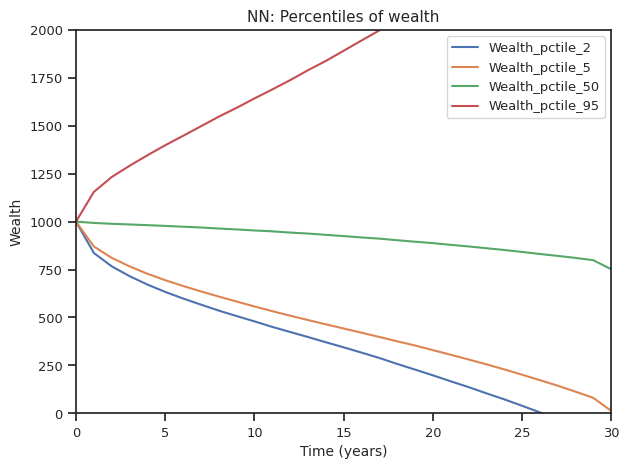 NN: Percentiles of wealth
Wealth_pctile_2
Wealth_pctile_5
Wealth_pctile_50
Wealth_pctile_95
Wealth
2000
1750
1500
1250
1000
750
500
250
0
0 5 10 15 20 25 30
Time (years)